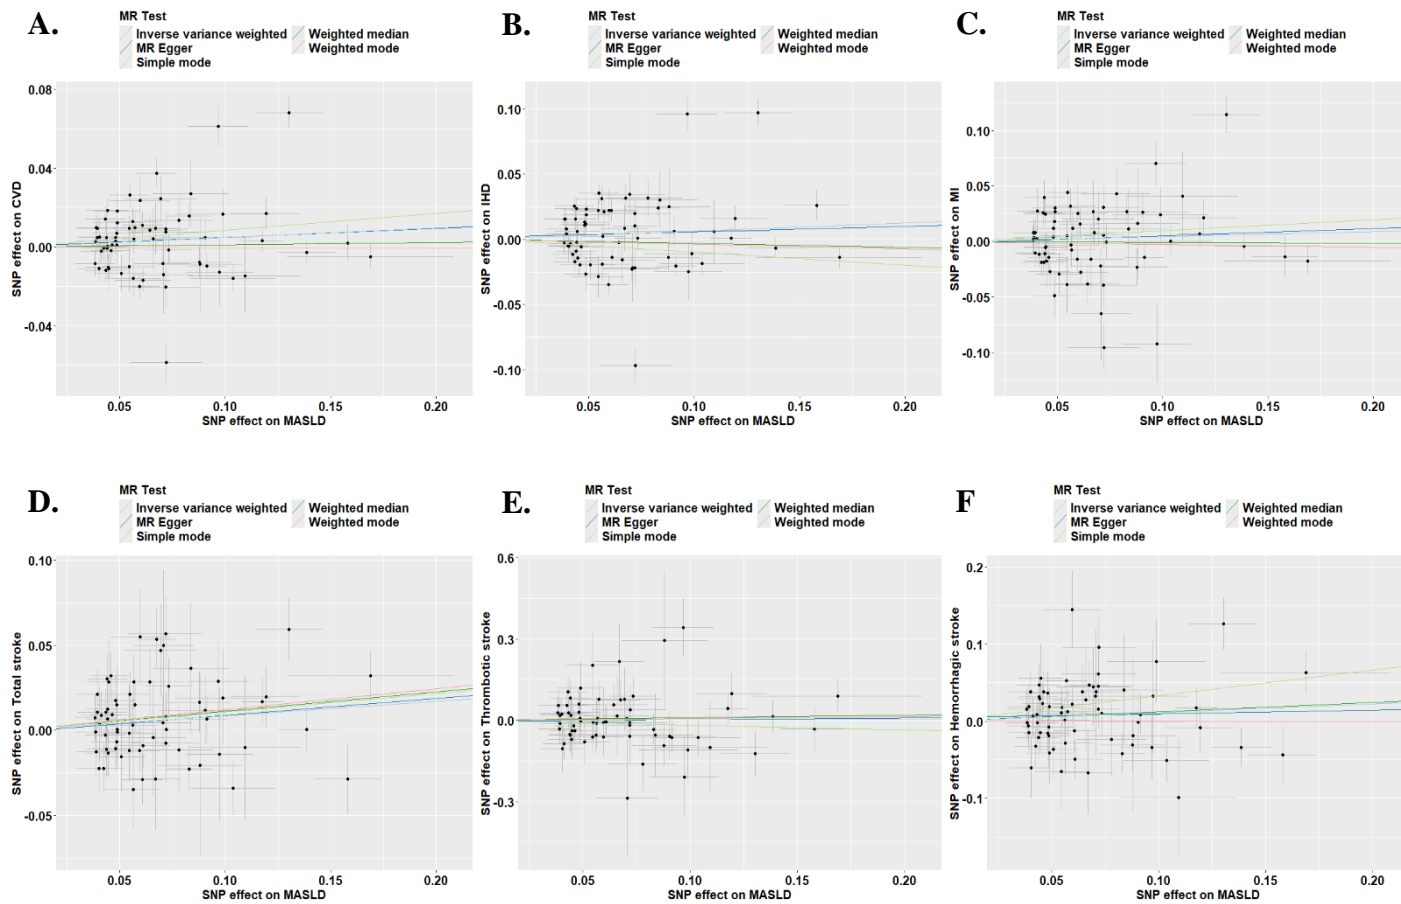 A.
MR Test
Inverse variance weighted
Weighted median
MR Egger
Weighted mode
Simple mode
0.08
0.04
0.00
-0.04
SNP effect on CVD
0.05
0.10
0.15
0.20
SNP effect on MASLD
B.
MR Test
Inverse variance weighted
Weighted median
MR Egger
Weighted mode
Simple mode
0.10
0.05
0.00
-0.05
-0.10
SNP effect on IHD
0.05
0.10
0.15
0.20
SNP effect on MASLD
C.
MR Test
Inverse variance weighted
Weighted median
MR Egger
Weighted mode
Simple mode
0.10
0.05
0.00
-0.05
-0.10
SNP effect on MI
0.05
0.10
0.15
0.20
SNP effect on MASLD
D.
MR Test
Inverse variance weighted
Weighted median
MR Egger
Weighted mode
Simple mode
0.10
0.05
0.00
-0.05
SNP effect on Total stroke
0.05
0.10
0.15
0.20
SNP effect on MASLD
E.
MR Test
Inverse variance weighted
Weighted median
MR Egger
Weighted mode
Simple mode
0.6
0.3
0.0
-0.3
SNP effect on Thrombotic stroke
0.05
0.10
0.15
0.20
SNP effect on MASLD
F
MR Test
Inverse variance weighted
Weighted median
MR Egger
Weighted mode
Simple mode
0.2
0.1
0.0
-0.1
SNP effect on Hemorrhagic stroke
0.05
0.10
0.15
0.20
SNP effect on MASLD